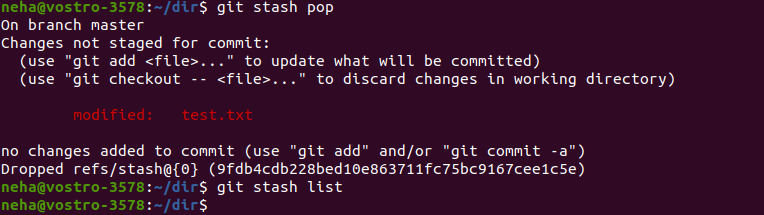 neha@vostro-3578:~/dir$ git stash pop
On branch master
Changes not staged for commit:
  (use "git add <file>..." to update what will be committed)
  (use "git checkout -- <file>..." to discard changes in working directory)
        modified:   test.txt
no changes added to commit (use "git add" and/or "git commit -a")
Dropped refs/stash@{0} (9fdb4cdb228bed10e863711fc75bc9167cee1c5e)
neha@vostro-3578:~/dir$ git stash list
neha@vostro-3578:~/dir$